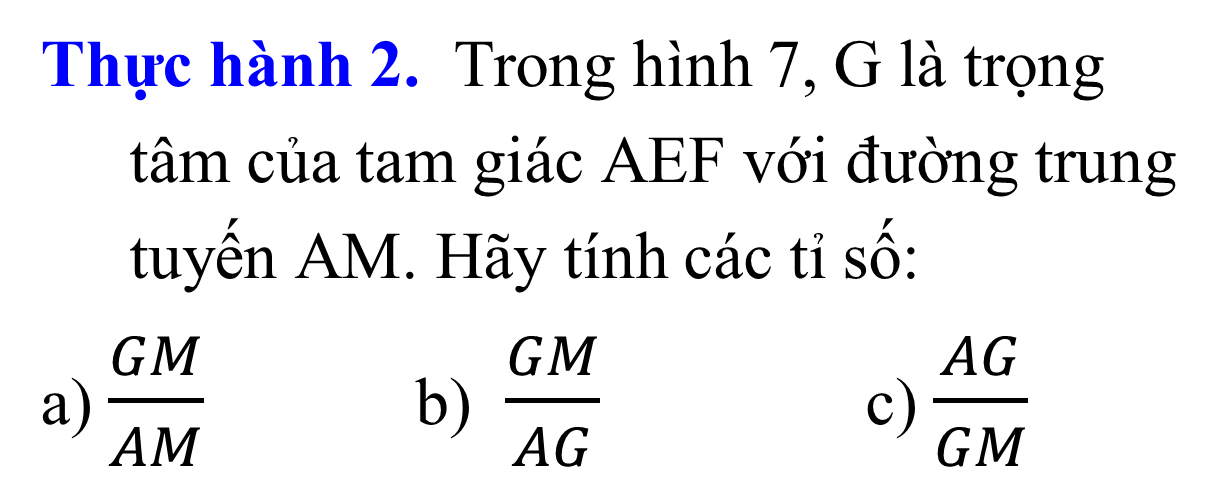 Thực hành 2. Trong hình 7, G là trọng
tâm của tam giác AEF với đường trung
tuyến AM. Hãy tính các tỉ số:
a) GM/AM b) GM/AG c) AG/GM